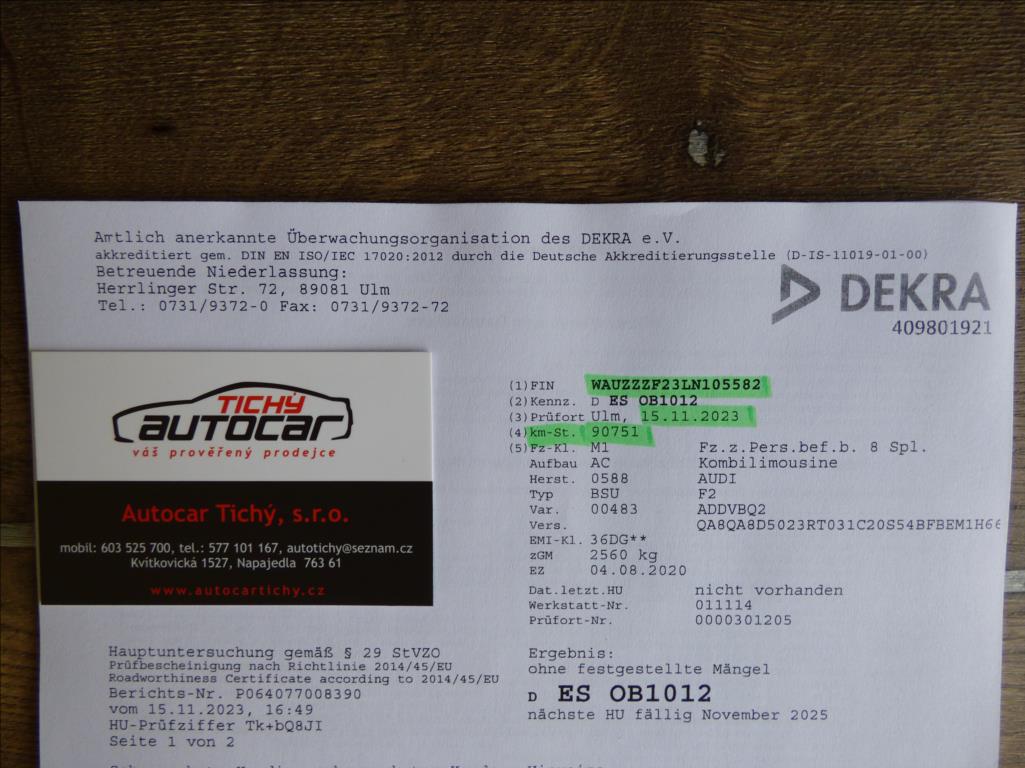 Amtlich anerkannte Überwachungsorganisation des DEKRA e.V.
akkreditiert gem. DIN EN ISO/IEC 17020:2012 durch die Deutsche Akkreditierungsstelle (D-IS-11019-01-00)
Betreuende Niederlassung:
Herrlinger Str. 72, 89081 Ulm
Tel.: 0731/9372-0 Fax: 0731/9372-72
DEKRA
409801921
TICHÝ
AUTOCAR
váš prověřený prodejce
Autocar Tichý, s.r.o.
mobil: 603 525 700, tel.: 577 101 167, autotichy@seznam.cz
Kvítkovická 1527, Napajedla 763 61
www.autocartichy.cz
(1) FIN WAUZZZF23LN105582
(2) Kennz. D ES OB1012
(3) Prüfort Ulm, 15.11.2023
(4) km-St. 90751
(5) Fz-Kl. M1 Fz.z.Pers.bef.b. 8 Spl.
Aufbau AC Kombilimousine
Herst. 0588 AUDI
Typ BSU F2
Var. 00483 ADDVBQ2
Vers. QA8QA8D5023RT031C20S54BFBEM1H66
EMI-Kl. 36DG**
zGM 2560 kg
EZ 04.08.2020
Dat.letzt.HU nicht vorhanden
Werkstatt-Nr. 011114
Prüfort-Nr. 0000301205
Hauptuntersuchung gemäß § 29 StVZO
Prüfbescheinigung nach Richtlinie 2014/45/EU
Roadworthiness Certificate according to 2014/45/EU
Berichts-Nr. P064077008390
vom 15.11.2023, 16:49
HU-Prüfziffer Tk+bQ8JI
Seite 1 von 2
Ergebnis:
ohne festgestellte Mängel
D ES OB1012
nächste HU fällig November 2025